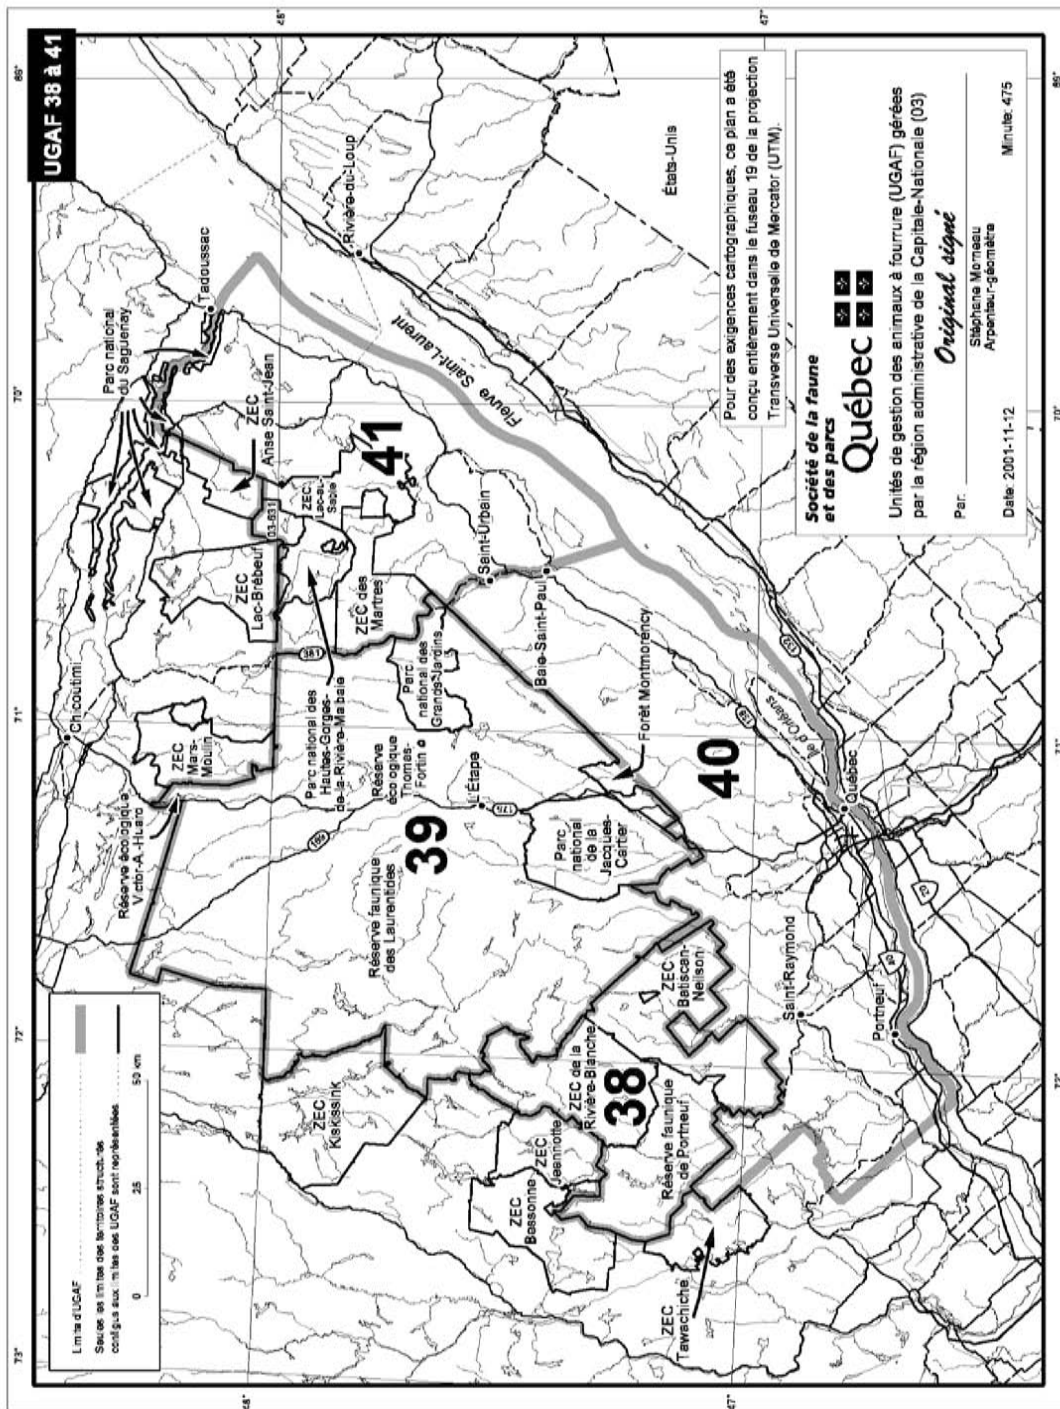 UGAF 38 à 41
73°
72°
71°
70°
69°
48°
48°
47°
47°
Limite d'UGAF
Seules les limites des territoires structurés
contigus aux limites des UGAF sont représentées.
0
25
50 km
Chicoutimi
Réserve écologique
Victor-A.-Huard
ZEC
Mars-
Moulin
ZEC
Lac-Brébeuf
Parc national
du Saguenay
Tadoussac
ZEC
Anse Saint-Jean
03-631
ZEC
Lac-au-
Sable
41
Rivière-du-Loup
Fleuve Saint-Laurent
États-Unis
381
Parc national des
Hautes-Gorges-
de-la-Rivière-Malbaie
ZEC des
Martres
Parc
national des
Grands-Jardins
Réserve
écologique
Thomas-
Fortin
Saint-Urbain
Baie-Saint-Paul
169
L'Étape
175
39
Réserve faunique
des Laurentides
Parc
national
de la
Jacques-
Cartier
Forêt Montmorency
40
138
132
Île d'Orléans
Québec
ZEC
Kiskissink
ZEC
Bessonne
ZEC
Jeannotte
ZEC de la
Rivière-Blanche
38
Réserve faunique
de Portneuf
ZEC
Batiscan-
Neilson
ZEC
Tawachiche
Saint-Raymond
Portneuf
40
20
70°
71°
72°
69°
Pour des exigences cartographiques, ce plan a été
conçu entièrement dans le fuseau 19 de la projection
Transverse Universelle de Mercator (UTM).
Société de la faune
et des parcs
Québec
Unités de gestion des animaux à fourrure (UGAF) gérées
par la région administrative de la Capitale-Nationale (03)
Par:
Original signé
Stéphane Morneau
Arpenteur-géomètre
Date: 2001-11-12
Minute: 475